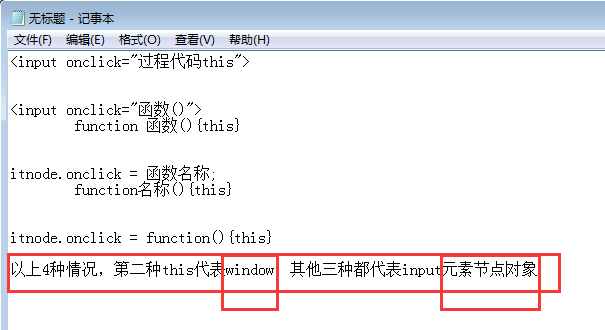 无标题 - 记事本
文件(F) 编辑(E) 格式(O) 查看(V) 帮助(H)
<input onclick="过程代码this">
<input onclick="函数()">
function 函数(){this}
itnode.onclick = 函数名称;
function名称(){this}
itnode.onclick = function(){this}
以上4种情况，第二种this代表window 其他三种都代表input元素节点对象